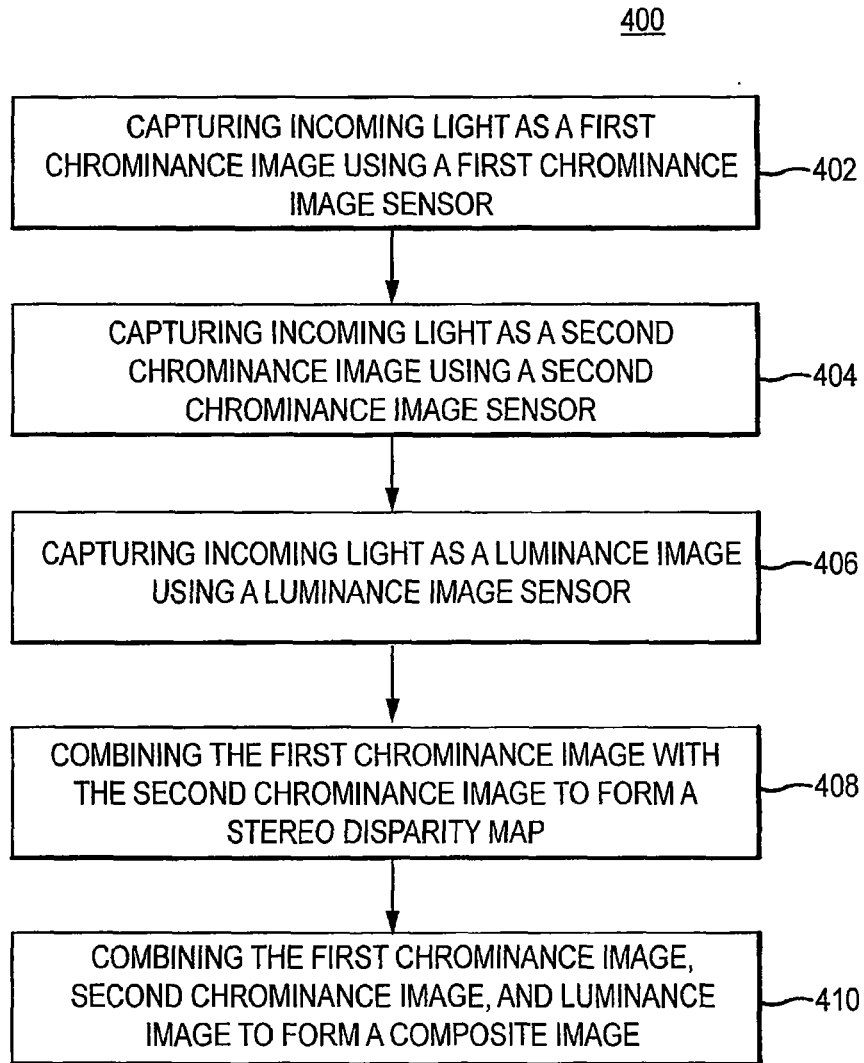 400
CAPTURING INCOMING LIGHT AS A FIRST
CHROMINANCE IMAGE USING A FIRST CHROMINANCE
IMAGE SENSOR
402
CAPTURING INCOMING LIGHT AS A SECOND
CHROMINANCE IMAGE USING A SECOND
CHROMINANCE IMAGE SENSOR
404
CAPTURING INCOMING LIGHT AS A LUMINANCE IMAGE
USING A LUMINANCE IMAGE SENSOR
406
COMBINING THE FIRST CHROMINANCE IMAGE WITH
THE SECOND CHROMINANCE IMAGE TO FORM A
STEREO DISPARITY MAP
408
COMBINING THE FIRST CHROMINANCE IMAGE,
SECOND CHROMINANCE IMAGE, AND LUMINANCE
IMAGE TO FORM A COMPOSITE IMAGE
410